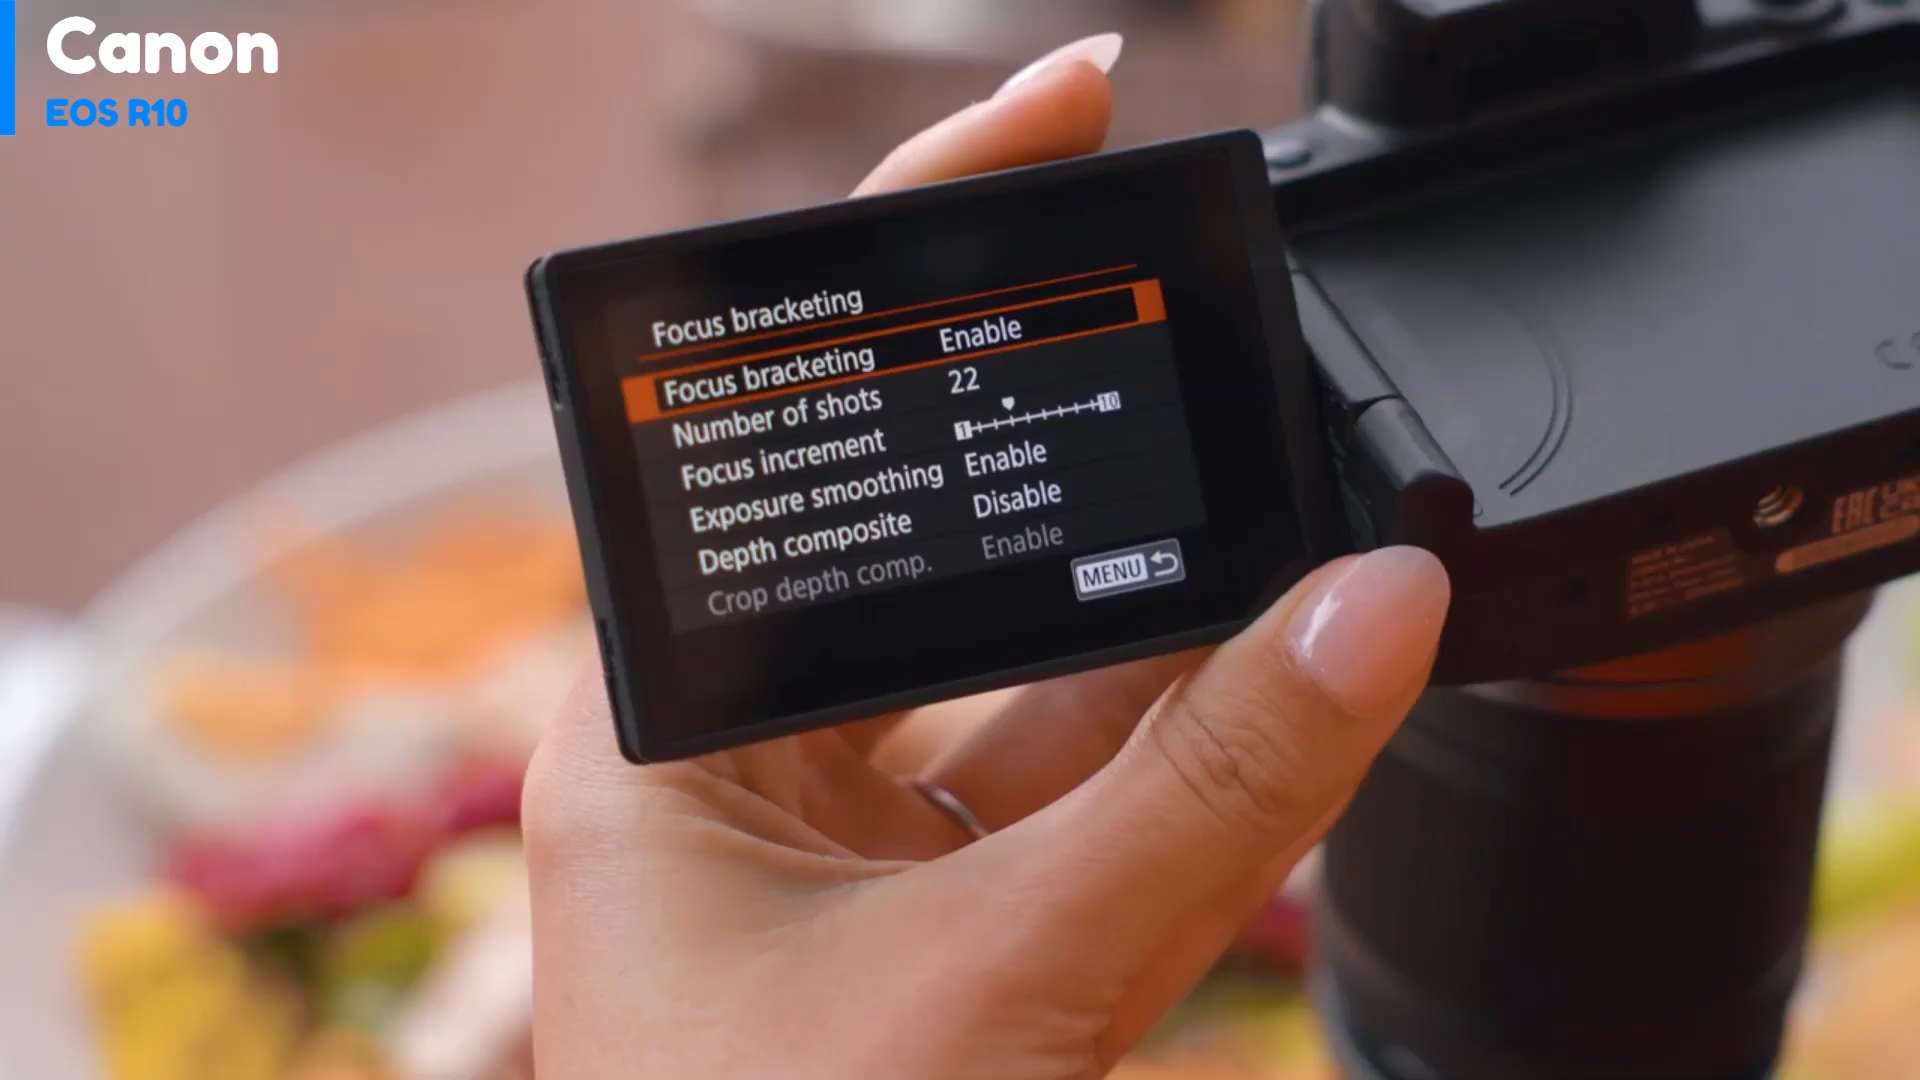 Canon
EOS R10
Focus bracketing
Focus bracketing Enable
Number of shots 22
Focus increment 1 10
Exposure smoothing Enable
Depth composite Disable
Crop depth comp. Enable
MENU
EAC